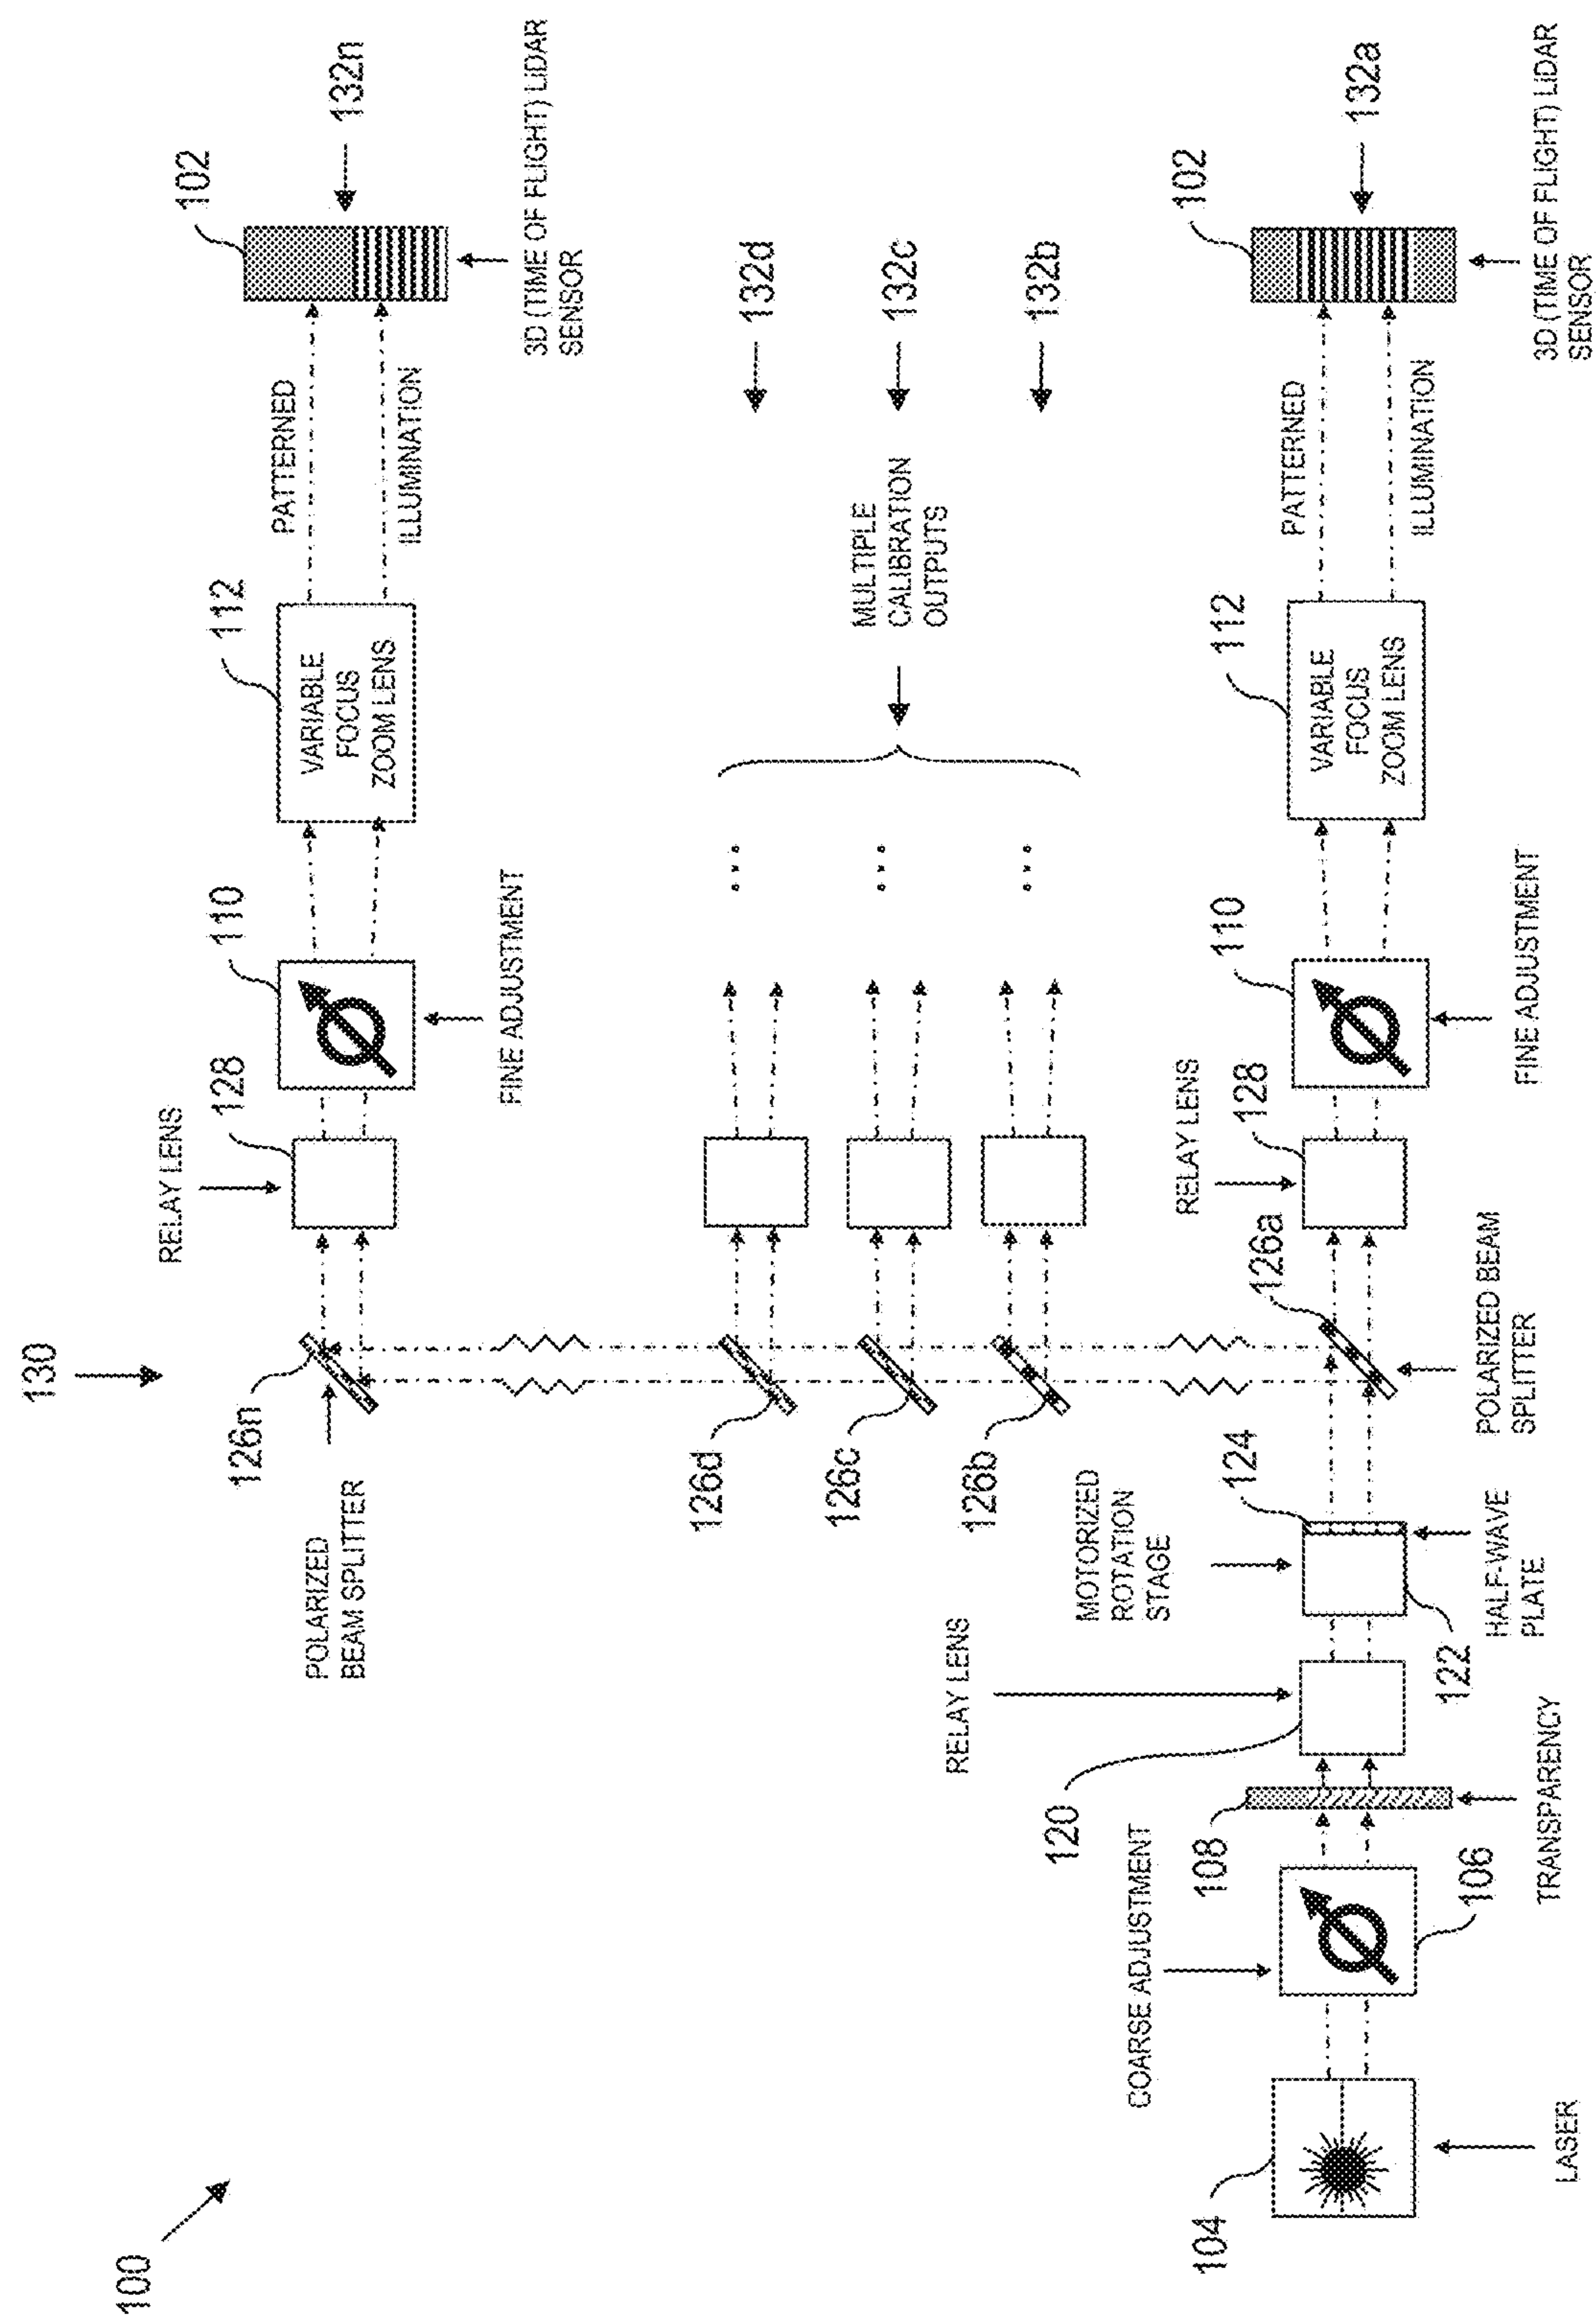 100
130
132n
102
3D (TIME OF FLIGHT) LIDAR
SENSOR
PATTERNED
ILLUMINATION
112
VARIABLE
FOCUS
ZOOM LENS
110
FINE ADJUSTMENT
128
RELAY LENS
126n
POLARIZED
BEAM SPLITTER
132d
132c
132b
MULTIPLE
CALIBRATION
OUTPUTS
126d
126c
126b
132a
102
3D (TIME OF FLIGHT) LIDAR
SENSOR
PATTERNED
ILLUMINATION
112
VARIABLE
FOCUS
ZOOM LENS
110
FINE ADJUSTMENT
128
RELAY LENS
126a
POLARIZED BEAM
SPLITTER
124
MOTORIZED
ROTATION
STAGE
HALF-WAVE
PLATE
122
RELAY LENS
120
108
TRANSPARENCY
COARSE ADJUSTMENT
106
104
LASER